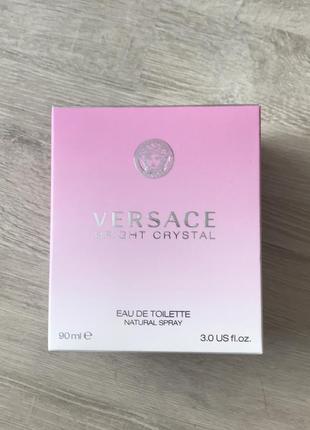 VERSACE
BRIGHT CRYSTAL
EAU DE TOILETTE
NATURAL SPRAY
90 ml e 3.0 US fl.oz.